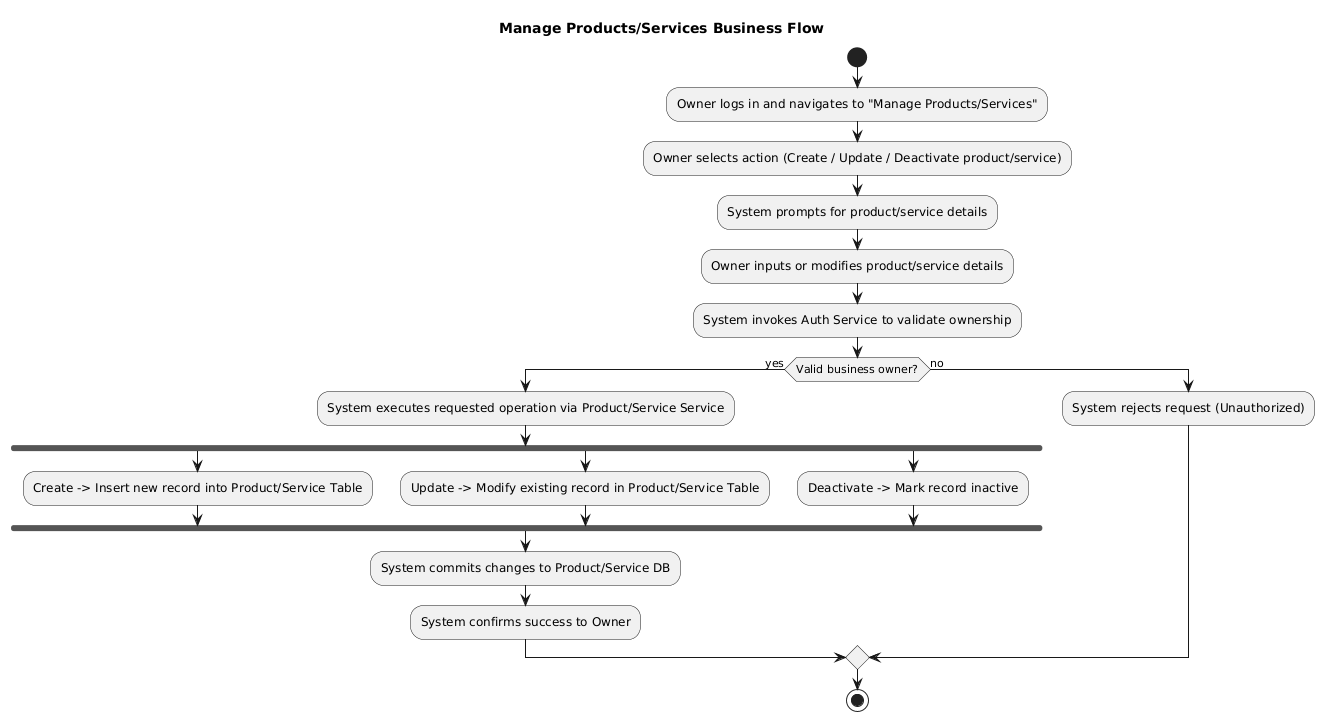 Manage Products/Services Business Flow
Owner logs in and navigates to "Manage Products/Services"
Owner selects action (Create / Update / Deactivate product/service)
System prompts for product/service details
Owner inputs or modifies product/service details
System invokes Auth Service to validate ownership
yes
Valid business owner?
no
System executes requested operation via Product/Service Service
System rejects request (Unauthorized)
Create -> Insert new record into Product/Service Table
Update -> Modify existing record in Product/Service Table
Deactivate -> Mark record inactive
System commits changes to Product/Service DB
System confirms success to Owner